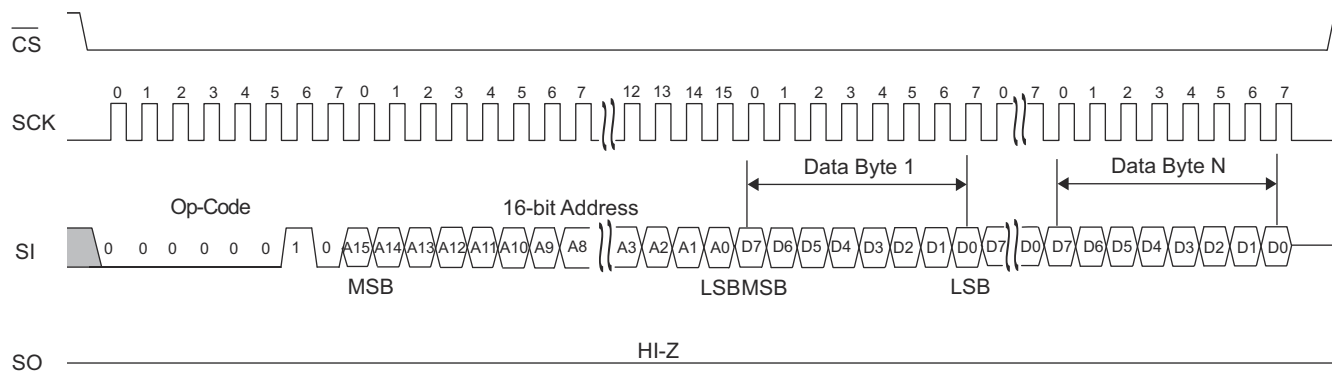 CS
0 1 2 3 4 5 6 7 0 1 2 3 4 5 6 7 12 13 14 15 0 1 2 3 4 5 6 7 0 7 0 1 2 3 4 5 6 7
SCK
Data Byte 1 Data Byte N
Op-Code 16-bit Address
SI 0 0 0 0 0 0 1 0 A15 A14 A13 A12 A11 A10 A9 A8 A3 A2 A1 A0 D7 D6 D5 D4 D3 D2 D1 D0 D7 D0 D7 D6 D5 D4 D3 D2 D1 D0
MSB LSB MSB LSB
HI-Z
SO